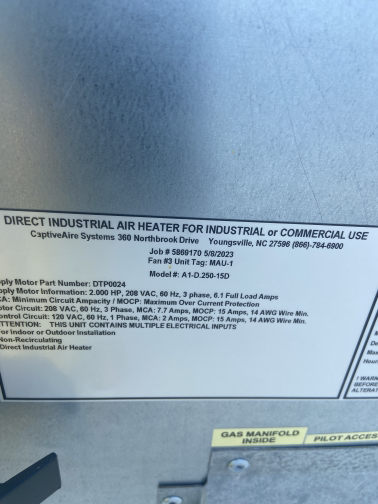 DIRECT INDUSTRIAL AIR HEATER FOR INDUSTRIAL or COMMERCIAL USE
CaptiveAire Systems 360 Northbrook Drive Youngsville, NC 27596 (866)-784-6900
Job # 5869170 5/8/2023
Fan #3 Unit Tag: MAU-1
Model #: A1-D.250-15D
pply Motor Part Number: DTP0024
pply Motor Information: 2.000 HP, 208 VAC, 60 Hz, 3 phase, 6.1 Full Load Amps
CA: Minimum Circuit Ampacity / MOCP: Maximum Over Current Protection
otor Circuit: 208 VAC, 60 Hz, 3 Phase, MCA: 7.7 Amps, MOCP: 15 Amps, 14 AWG Wire Min.
ontrol Circuit: 120 VAC, 60 Hz, 1 Phase, MCA: 2 Amps, MOCP: 15 Amps, 14 AWG Wire Min.
TTENTION: THIS UNIT CONTAINS MULTIPLE ELECTRICAL INPUTS
or Indoor or Outdoor Installation
Non-Recirculating
Direct Industrial Air Heater
De
Max
Hours
! WARN
BEFORE
ALTERAT
GAS MANIFOLD
INSIDE
PILOT ACCES